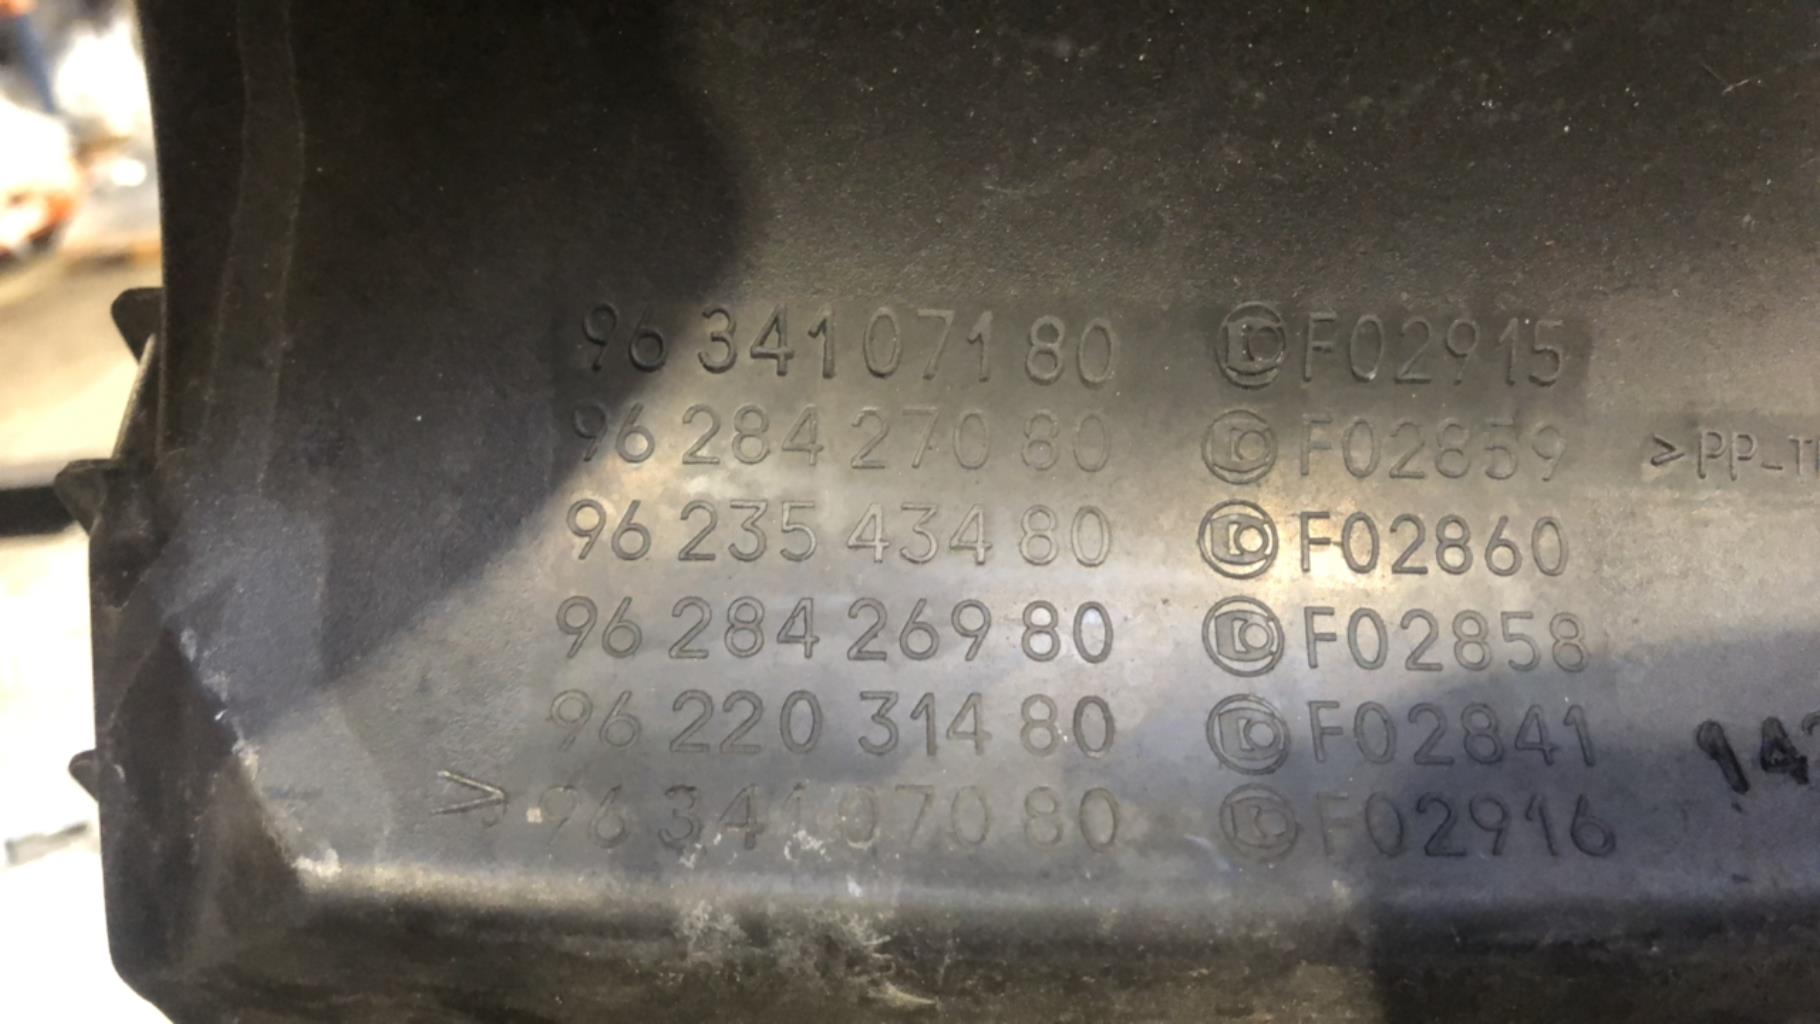 96 341 071 80 F02915
96 284 270 80 F02859 >PP-T
96 235 434 80 F02860
96 284 269 80 F02858
96 220 314 80 F02841 14
> 96 341 070 80 F02916